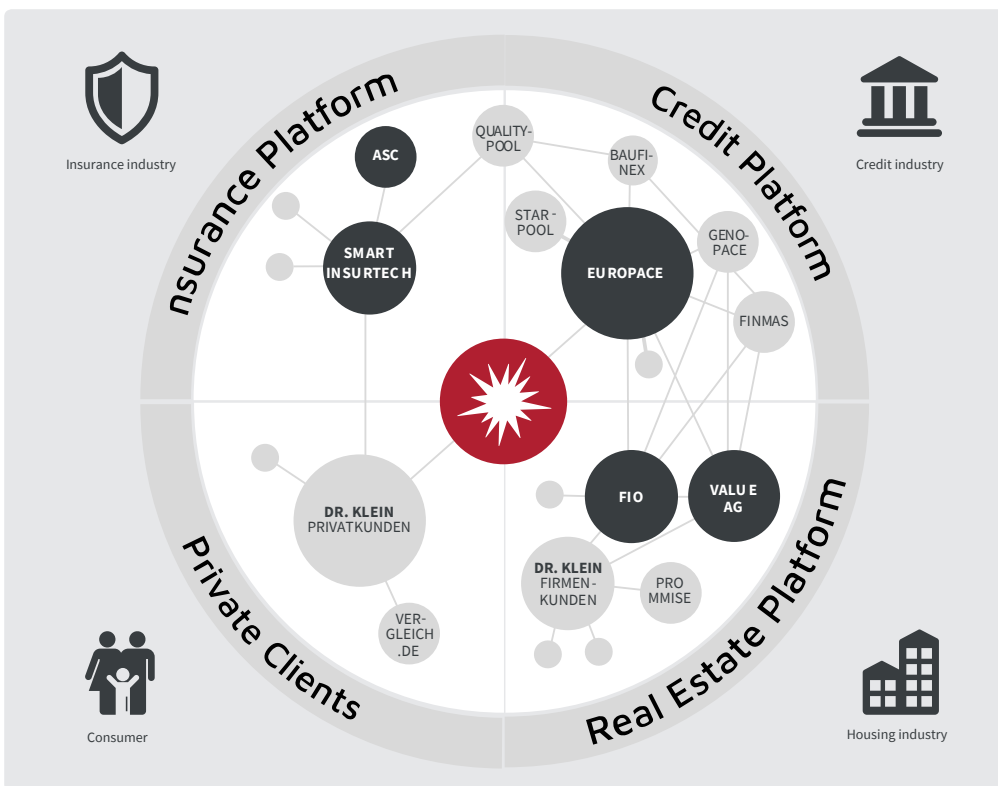 nsurance Platform
Credit Platform
Insurance industry
Credit industry
ASC
QUALITY-
POOL
BAUFI-
NEX
STAR-
POOL
GENO-
PACE
SMART
INSURTECH
EUROPACE
FINMAS
DR. KLEIN
PRIVATKUNDEN
FIO
VALUE
AG
DR. KLEIN
FIRMEN-
KUNDEN
PRO
MMISE
VER-
GLEICH
.DE
Private Clients
Real Estate Platform
Consumer
Housing industry